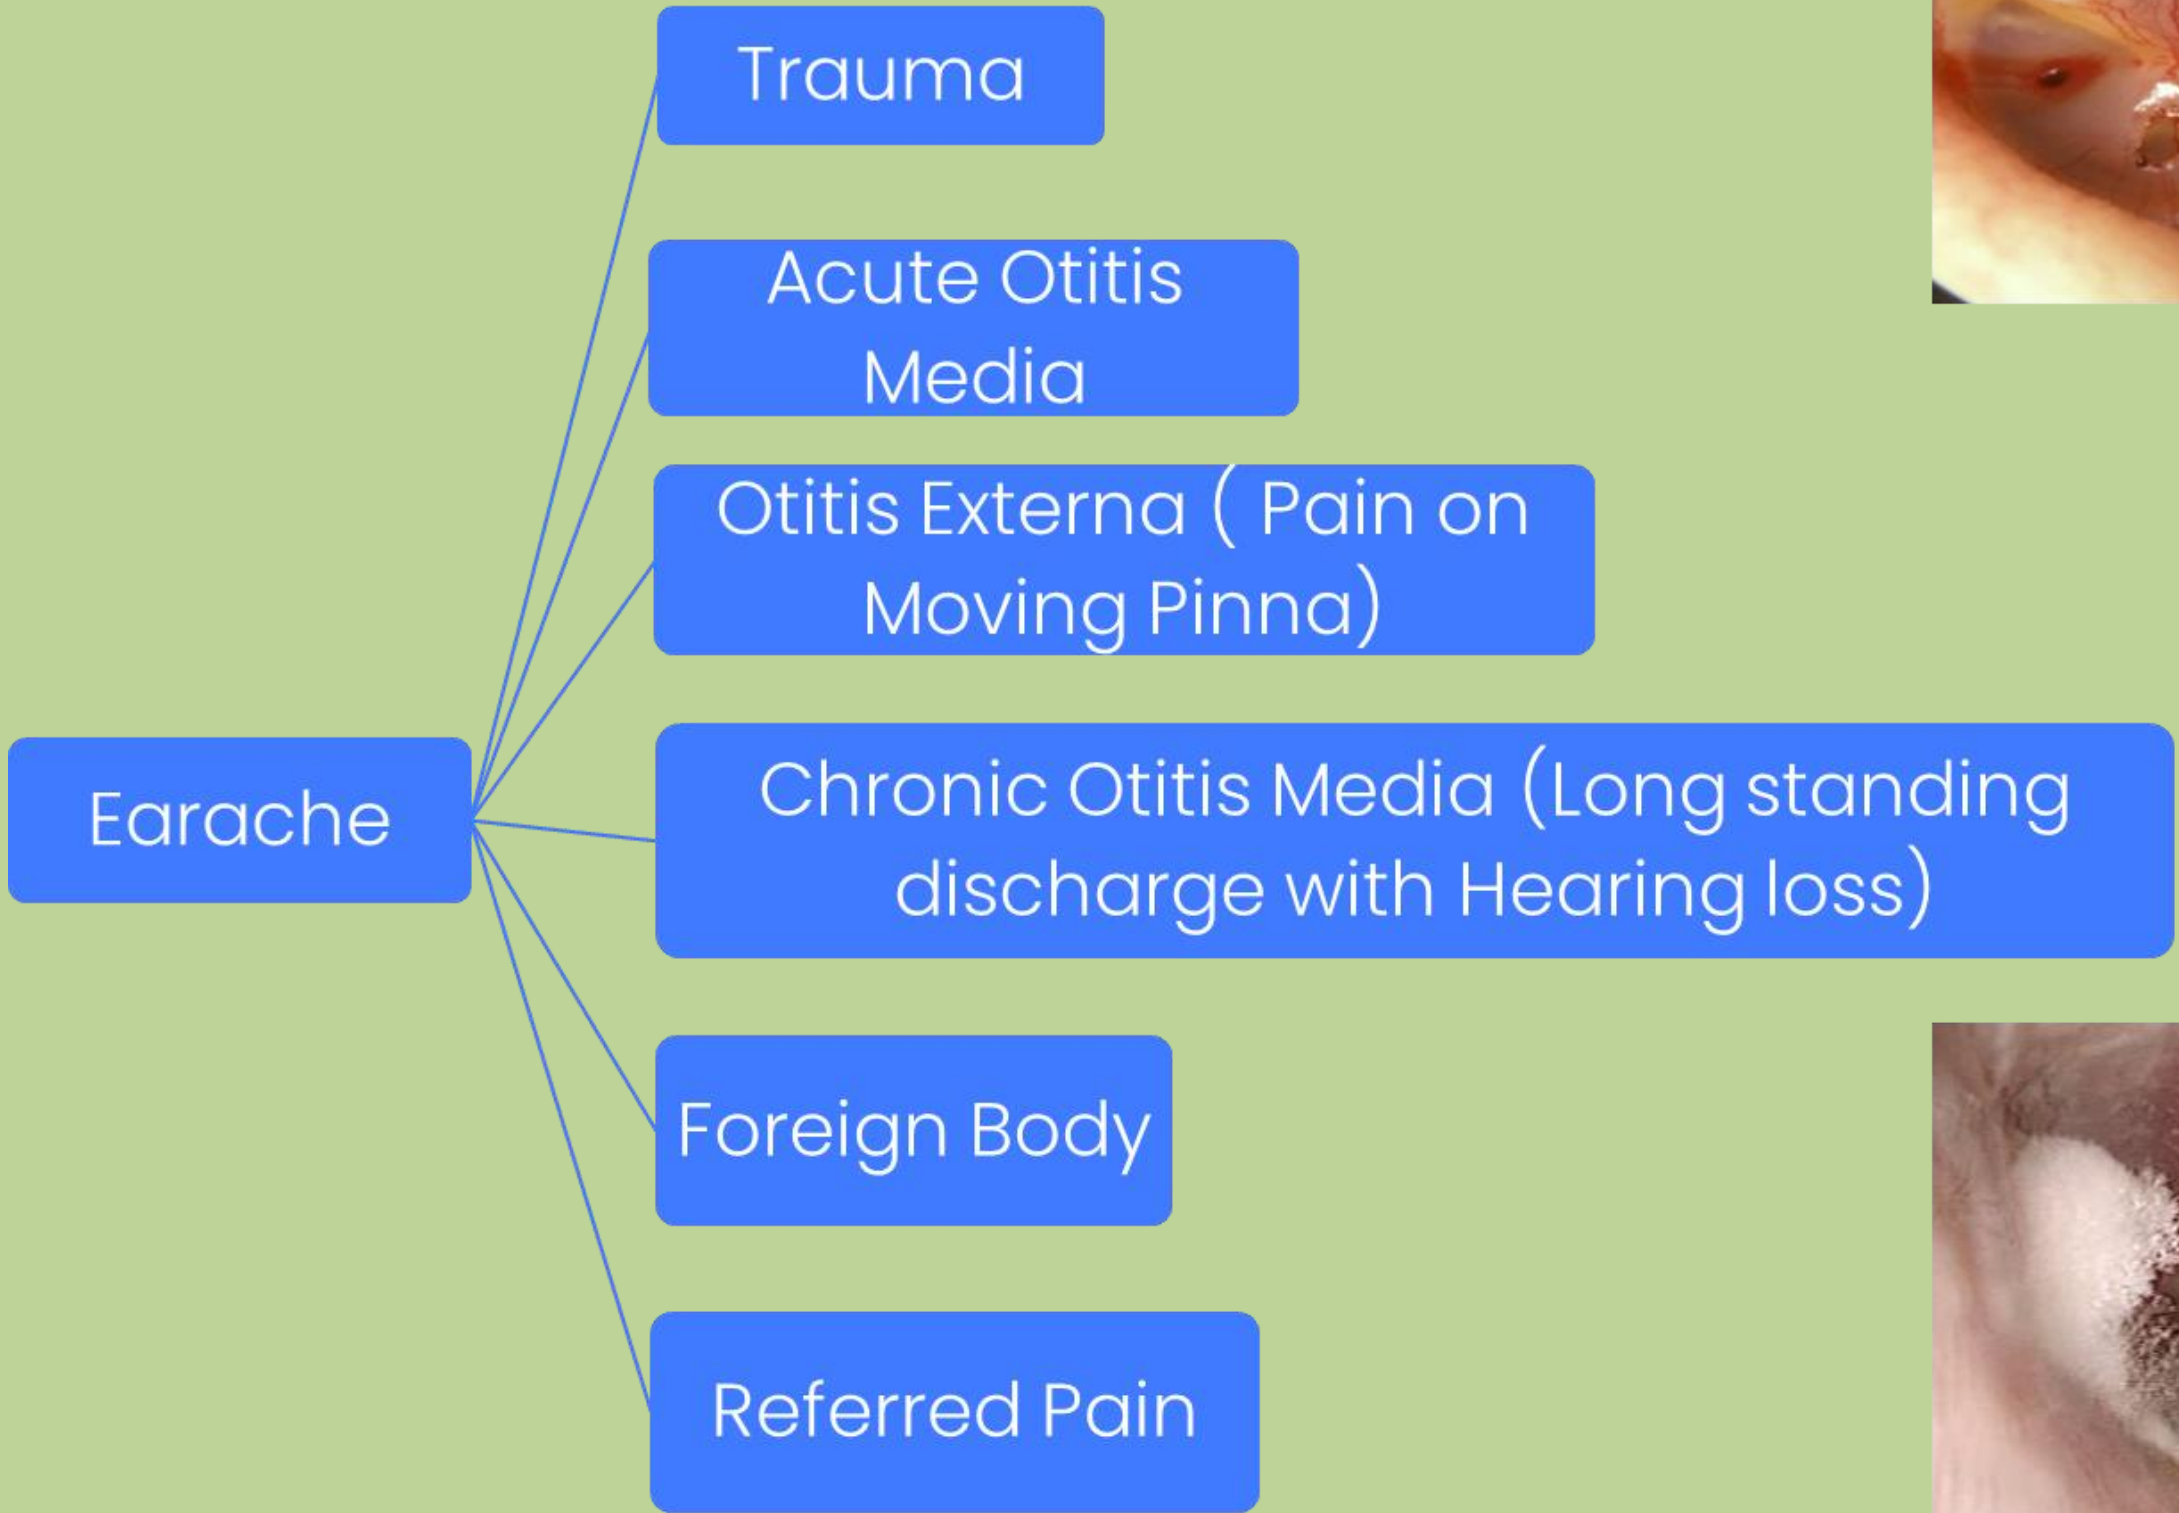 Trauma
Acute Otitis
Media
Otitis Externa ( Pain on
Moving Pinna)
Earache
Chronic Otitis Media (Long standing
discharge with Hearing loss)
Foreign Body
Referred Pain